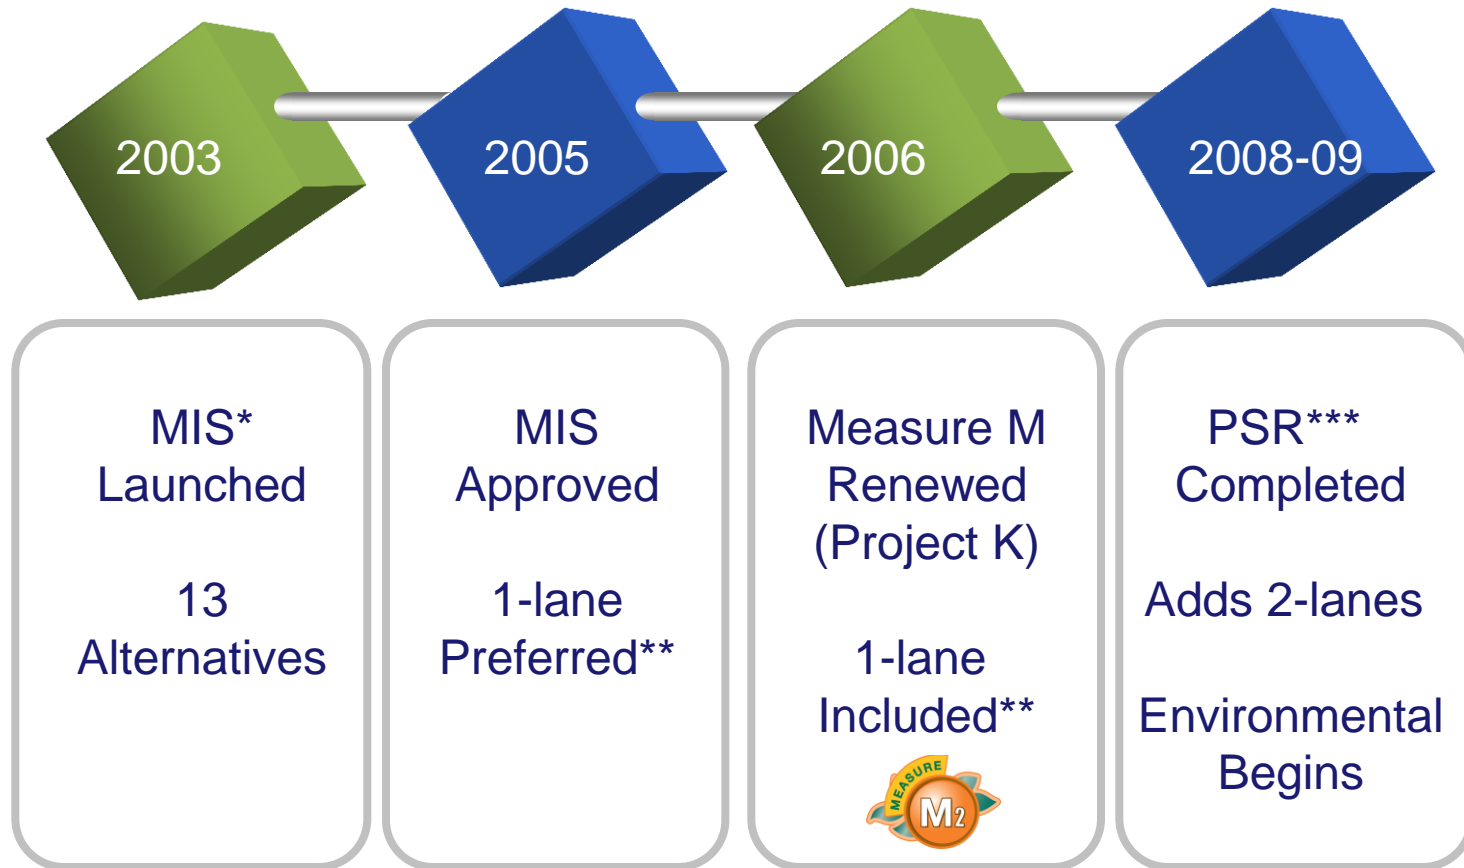 2003
2005
2006
2008-09
MIS*
Launched
13
Alternatives
MIS
Approved
1-lane
Preferred**
Measure M
Renewed
(Project K)
1-lane
Included**
MEASURE
M2
PSR***
Completed
Adds 2-lanes
Environmental
Begins